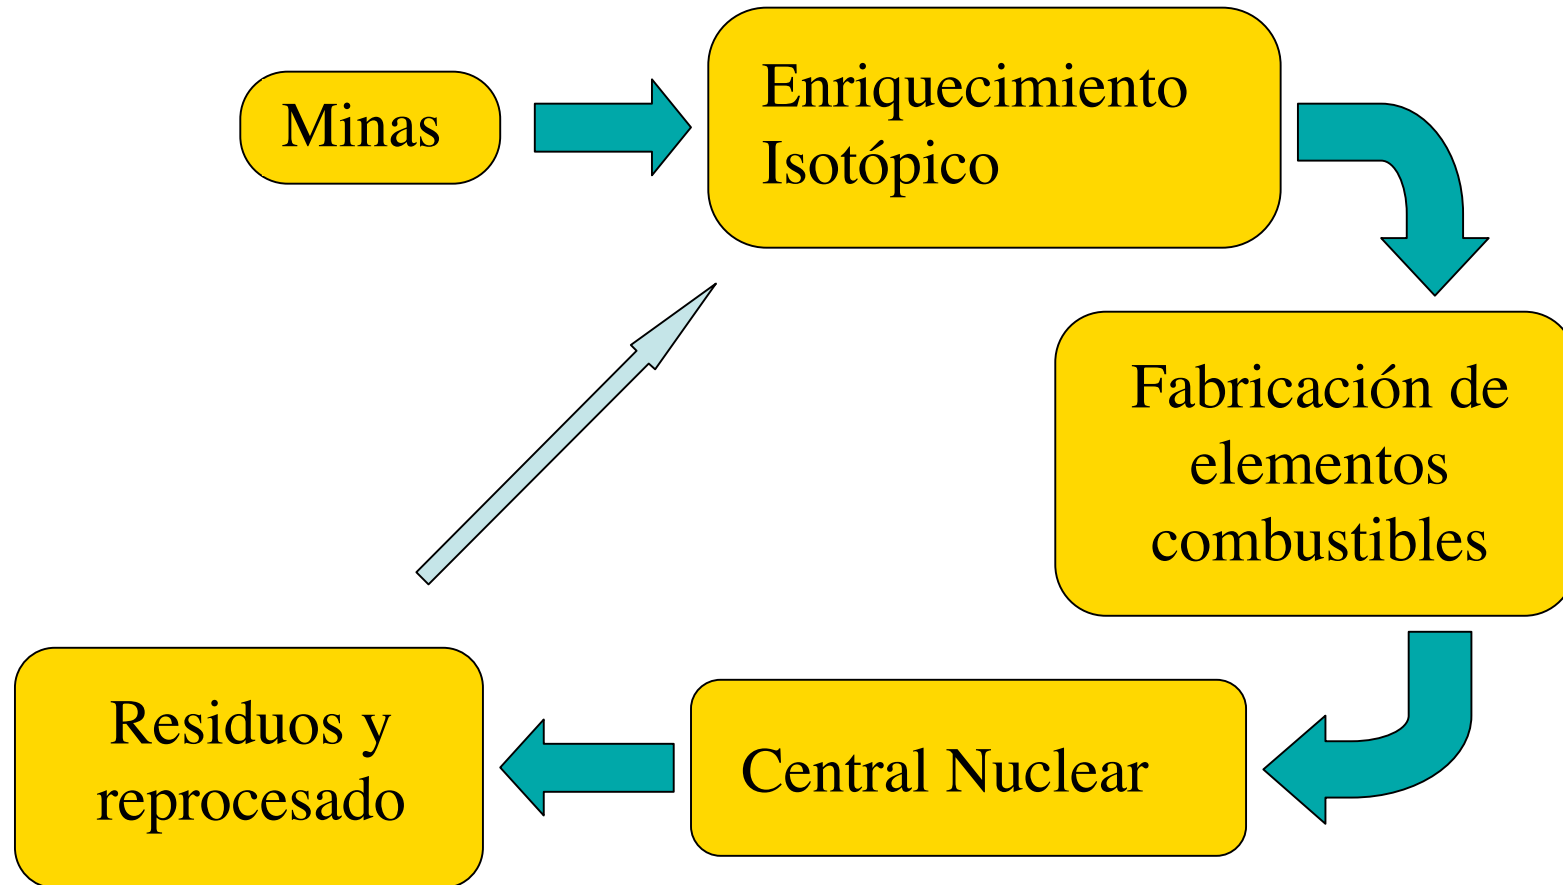 Minas
Enriquecimiento
Isotópico
Fabricación de
elementos
combustibles
Central Nuclear
Residuos y
reprocesado